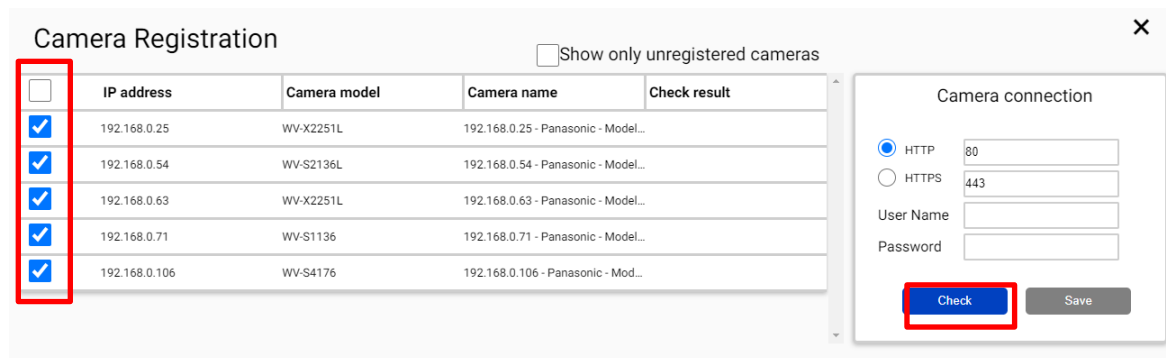 Camera Registration
Show only unregistered cameras
IP address Camera model Camera name Check result
192.168.0.25 WV-X2251L 192.168.0.25 - Panasonic - Model...
192.168.0.54 WV-S2136L 192.168.0.54 - Panasonic - Model...
192.168.0.63 WV-X2251L 192.168.0.63 - Panasonic - Model...
192.168.0.71 WV-S1136 192.168.0.71 - Panasonic - Model...
192.168.0.106 WV-S4176 192.168.0.106 - Panasonic - Mod...
Camera connection
HTTP 80
HTTPS 443
User Name
Password
Check Save